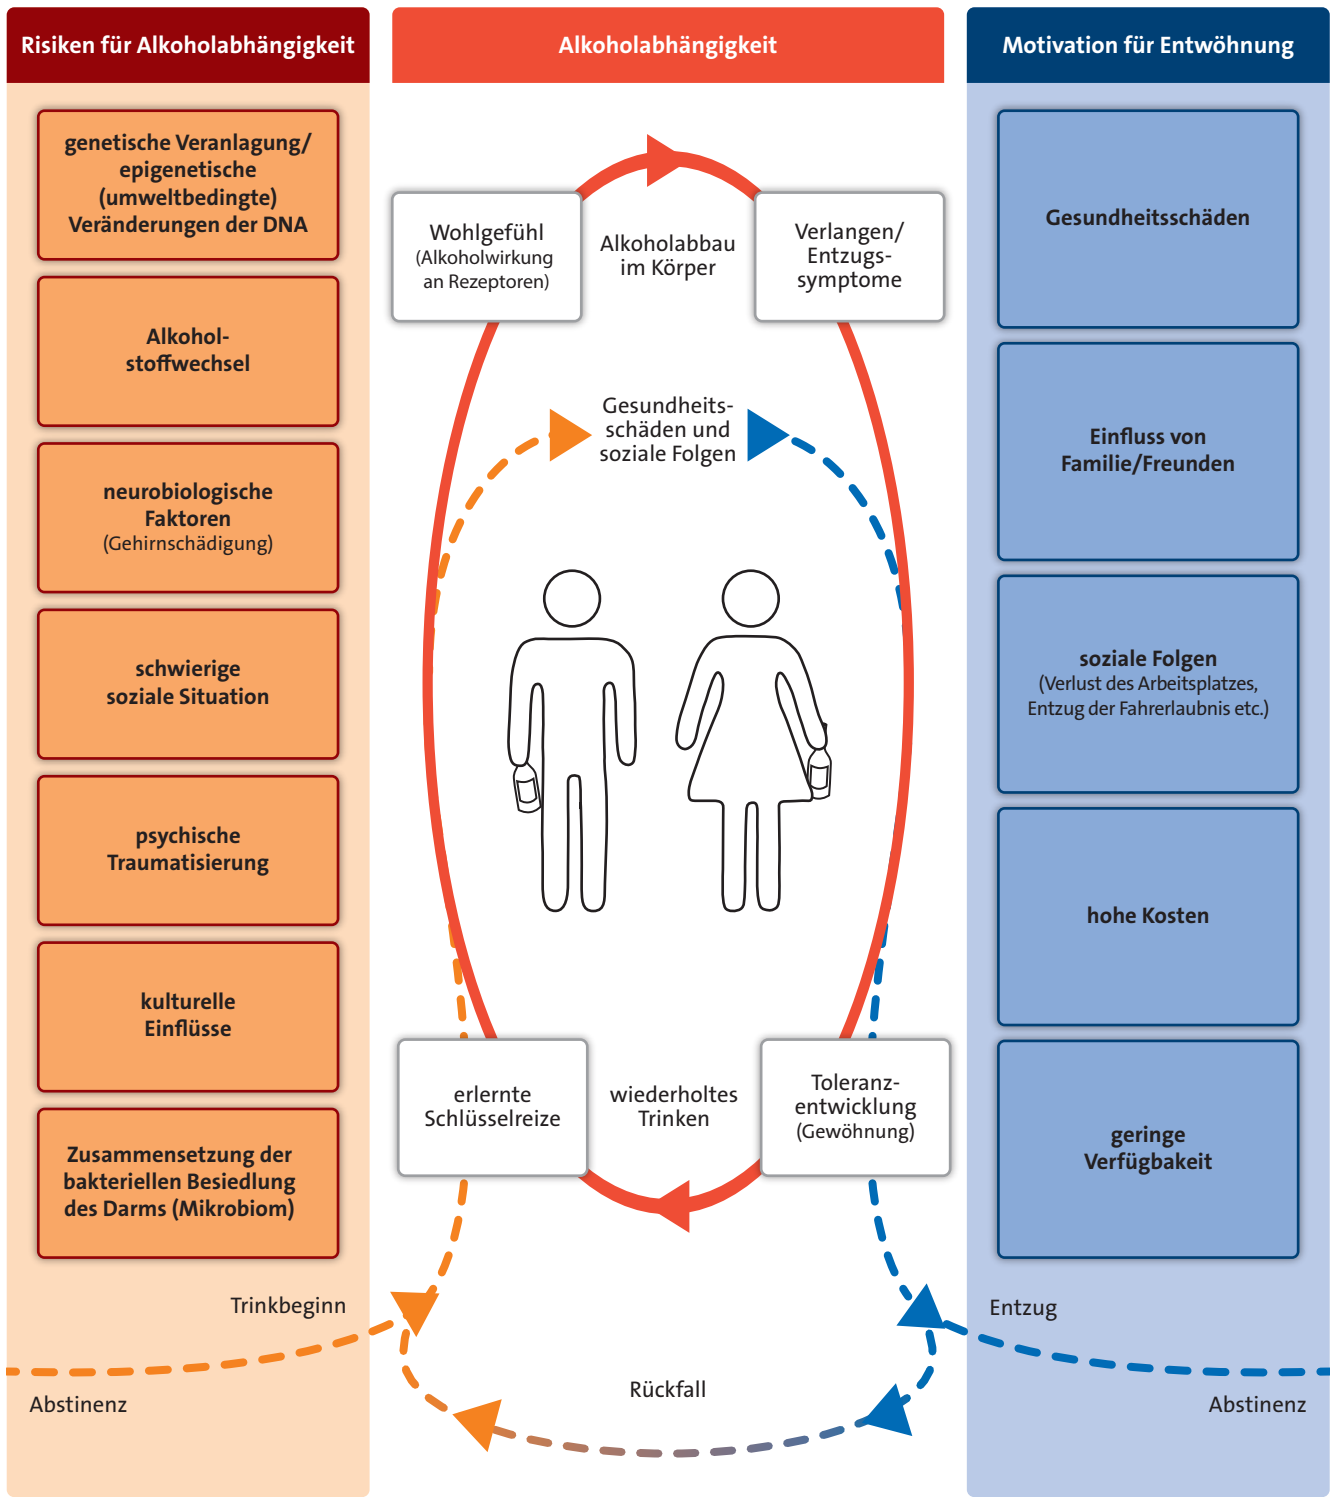 Risiken für Alkoholabhängigkeit
genetische Veranlagung/
epigenetische
(umweltbedingte)
Veränderungen der DNA
Alkohol-
stoffwechsel
neurobiologische
Faktoren
(Gehirnschädigung)
schwierige
soziale Situation
psychische
Traumatisierung
kulturelle
Einflüsse
Zusammensetzung der
bakteriellen Besiedlung
des Darms (Mikrobiom)
Trinkbeginn
Abstinenz
Alkoholabhängigkeit
Wohlgefühl
(Alkoholwirkung
an Rezeptoren)
Alkoholabbau
im Körper
Verlangen/
Entzugs-
symptome
Gesundheits-
schäden und
soziale Folgen
erlernte
Schlüsselreize
wiederholtes
Trinken
Toleranz-
entwicklung
(Gewöhnung)
Rückfall
Motivation für Entwöhnung
Gesundheitsschäden
Einfluss von
Familie/Freunden
soziale Folgen
(Verlust des Arbeitsplatzes,
Entzug der Fahrerlaubnis etc.)
hohe Kosten
geringe
Verfügbakeit
Entzug
Abstinenz